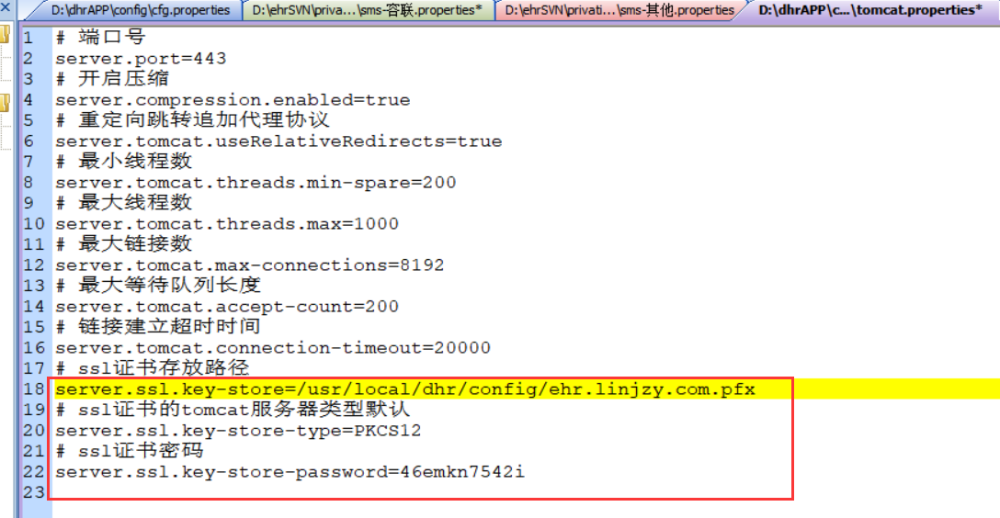 D:\dhrAPP\config\cfg.properties D:\ehrSVN\priva...\sms-容联.properties* D:\ehrSVN\privati...\sms-其他.properties D:\dhrAPP\c...\tomcat.properties*
1 # 端口号
2 server.port=443
3 # 开启压缩
4 server.compression.enabled=true
5 # 重定向跳转追加代理协议
6 server.tomcat.useRelativeRedirects=true
7 # 最小线程数
8 server.tomcat.threads.min-spare=200
9 # 最大线程数
10 server.tomcat.threads.max=1000
11 # 最大链接数
12 server.tomcat.max-connections=8192
13 # 最大等待队列长度
14 server.tomcat.accept-count=200
15 # 链接建立超时时间
16 server.tomcat.connection-timeout=20000
17 # ssl证书存放路径
18 server.ssl.key-store=/usr/local/dhr/config/ehr.linjzy.com.pfx
19 # ssl证书的tomcat服务器类型默认
20 server.ssl.key-store-type=PKCS12
21 # ssl证书密码
22 server.ssl.key-store-password=46emkn7542i
23